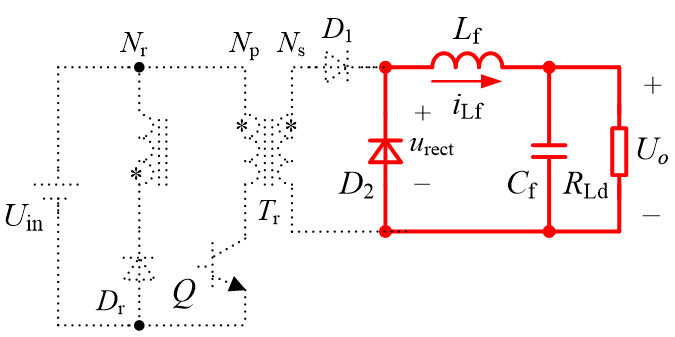 Nr Np Ns D1 Lf
* * *
+ iLf +
Uin urect Uo
D2 Cf RLd
− −
Tr
Dr Q